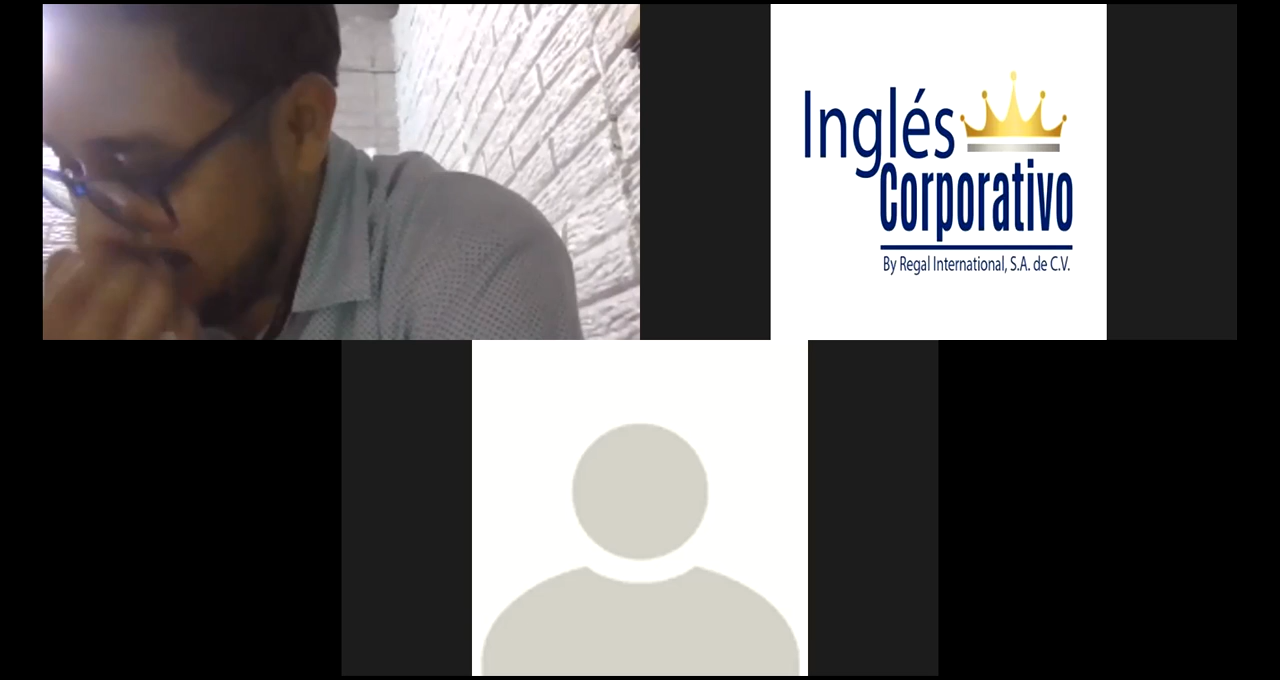 Inglés
Corporativo
By Regal International, S.A. de C.V.